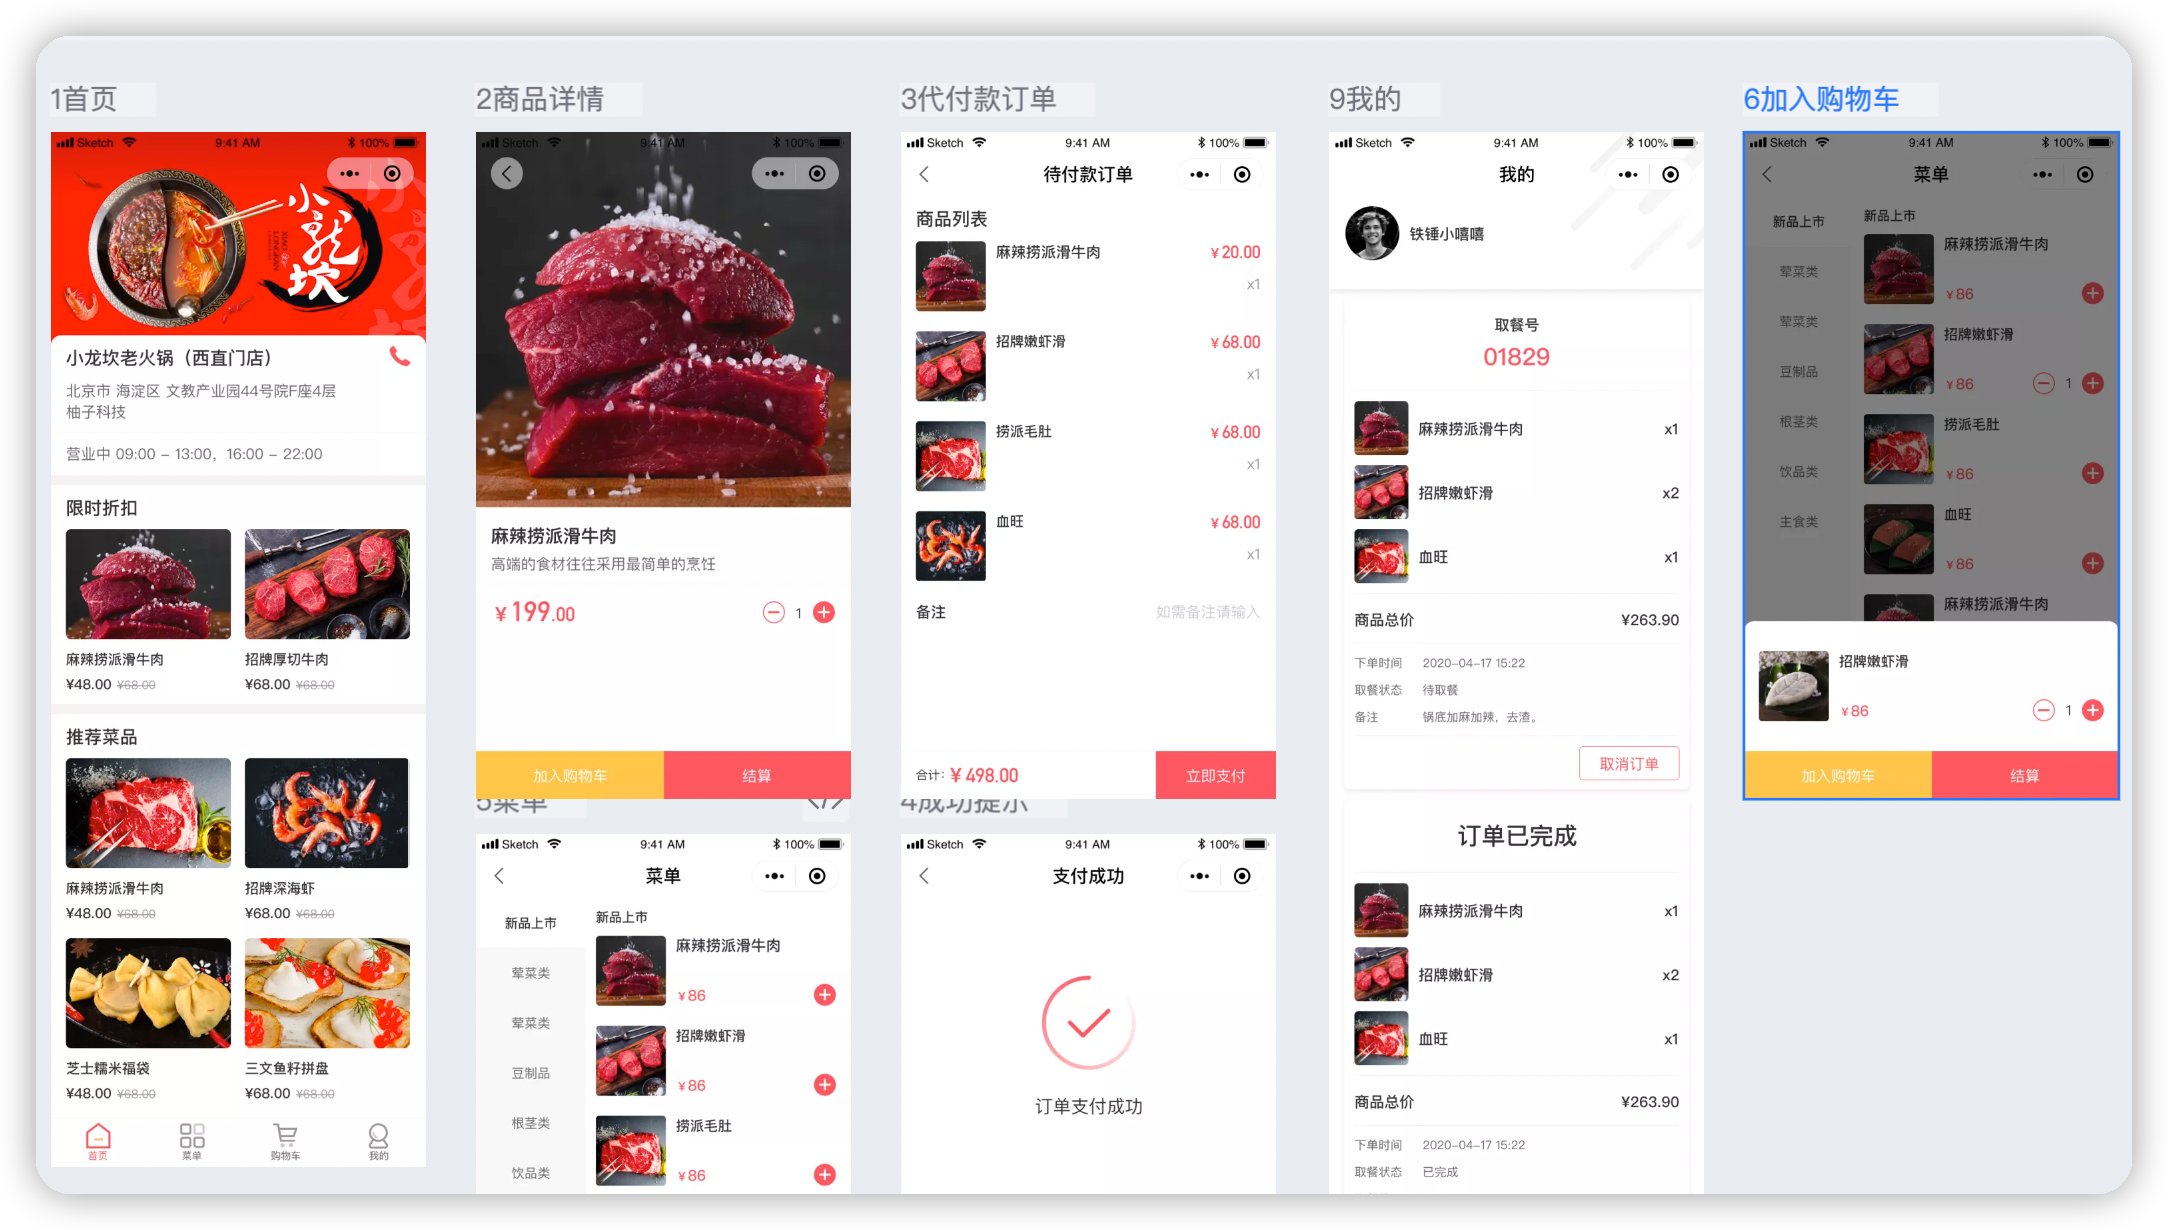 1首页
Sketch 9:41 AM 100%
小龙坎
XIAO LONGKAN
小龙坎老火锅（西直门店）
北京市 海淀区 文教产业园44号院F座4层
柚子科技
营业中 09:00 – 13:00，16:00 – 22:00
限时折扣
麻辣捞派滑牛肉
¥48.00 ¥68.00
招牌厚切牛肉
¥68.00 ¥68.00
推荐菜品
麻辣捞派滑牛肉
¥48.00 ¥68.00
招牌深海虾
¥68.00 ¥68.00
芝士糯米福袋
¥48.00 ¥68.00
三文鱼籽拼盘
¥68.00 ¥68.00
首页
菜单
购物车
我的
2商品详情
Sketch 9:41 AM 100%
麻辣捞派滑牛肉
高端的食材往往采用最简单的烹饪
¥199.00
1
加入购物车
结算
5菜单
</>
Sketch 9:41 AM 100%
菜单
新品上市
荤菜类
荤菜类
豆制品
根茎类
饮品类
新品上市
麻辣捞派滑牛肉
¥86
招牌嫩虾滑
¥86
捞派毛肚
¥86
3代付款订单
Sketch 9:41 AM 100%
待付款订单
商品列表
麻辣捞派滑牛肉 ¥20.00
x1
招牌嫩虾滑 ¥68.00
x1
捞派毛肚 ¥68.00
x1
血旺 ¥68.00
x1
备注 如需备注请输入
合计：¥498.00
立即支付
4成功提示
Sketch 9:41 AM 100%
支付成功
订单支付成功
9我的
Sketch 9:41 AM 100%
我的
铁锤小嘻嘻
取餐号
01829
麻辣捞派滑牛肉 x1
招牌嫩虾滑 x2
血旺 x1
商品总价 ¥263.90
下单时间 2020-04-17 15:22
取餐状态 待取餐
备注 锅底加麻加辣，去渣。
取消订单
订单已完成
麻辣捞派滑牛肉 x1
招牌嫩虾滑 x2
血旺 x1
商品总价 ¥263.90
下单时间 2020-04-17 15:22
取餐状态 已完成
6加入购物车
Sketch 9:41 AM 100%
菜单
新品上市
荤菜类
荤菜类
豆制品
根茎类
饮品类
主食类
新品上市
麻辣捞派滑牛肉
¥86
招牌嫩虾滑
¥86 1
捞派毛肚
¥86
血旺
¥86
麻辣捞派滑牛肉
招牌嫩虾滑
¥86 1
加入购物车
结算